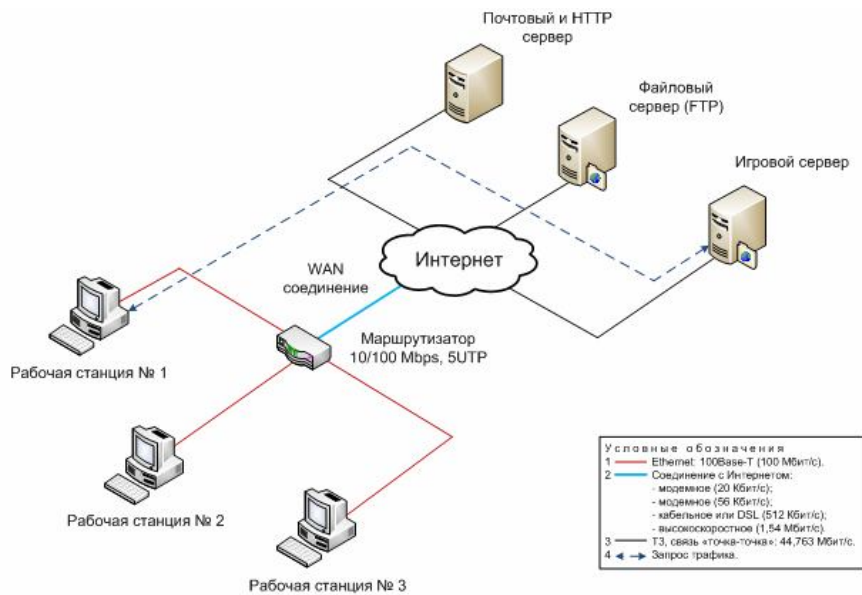 Почтовый и HTTP
сервер
Файловый
сервер (FTP)
Игровой сервер
Интернет
WAN
соединение
Маршрутизатор
10/100 Mbps, 5UTP
Рабочая станция № 1
Рабочая станция № 2
Рабочая станция № 3
Условные обозначения
1 Ethernet: 100Base-T (100 Мбит/с).
2 Соединение с Интернетом:
- модемное (20 Кбит/с);
- модемное (56 Кбит/с);
- кабельное или DSL (512 Кбит/с);
- высокоскоростное (1,54 Мбит/с).
3 T3, связь «точка-точка»: 44,763 Мбит/с.
4 Запрос трафика.